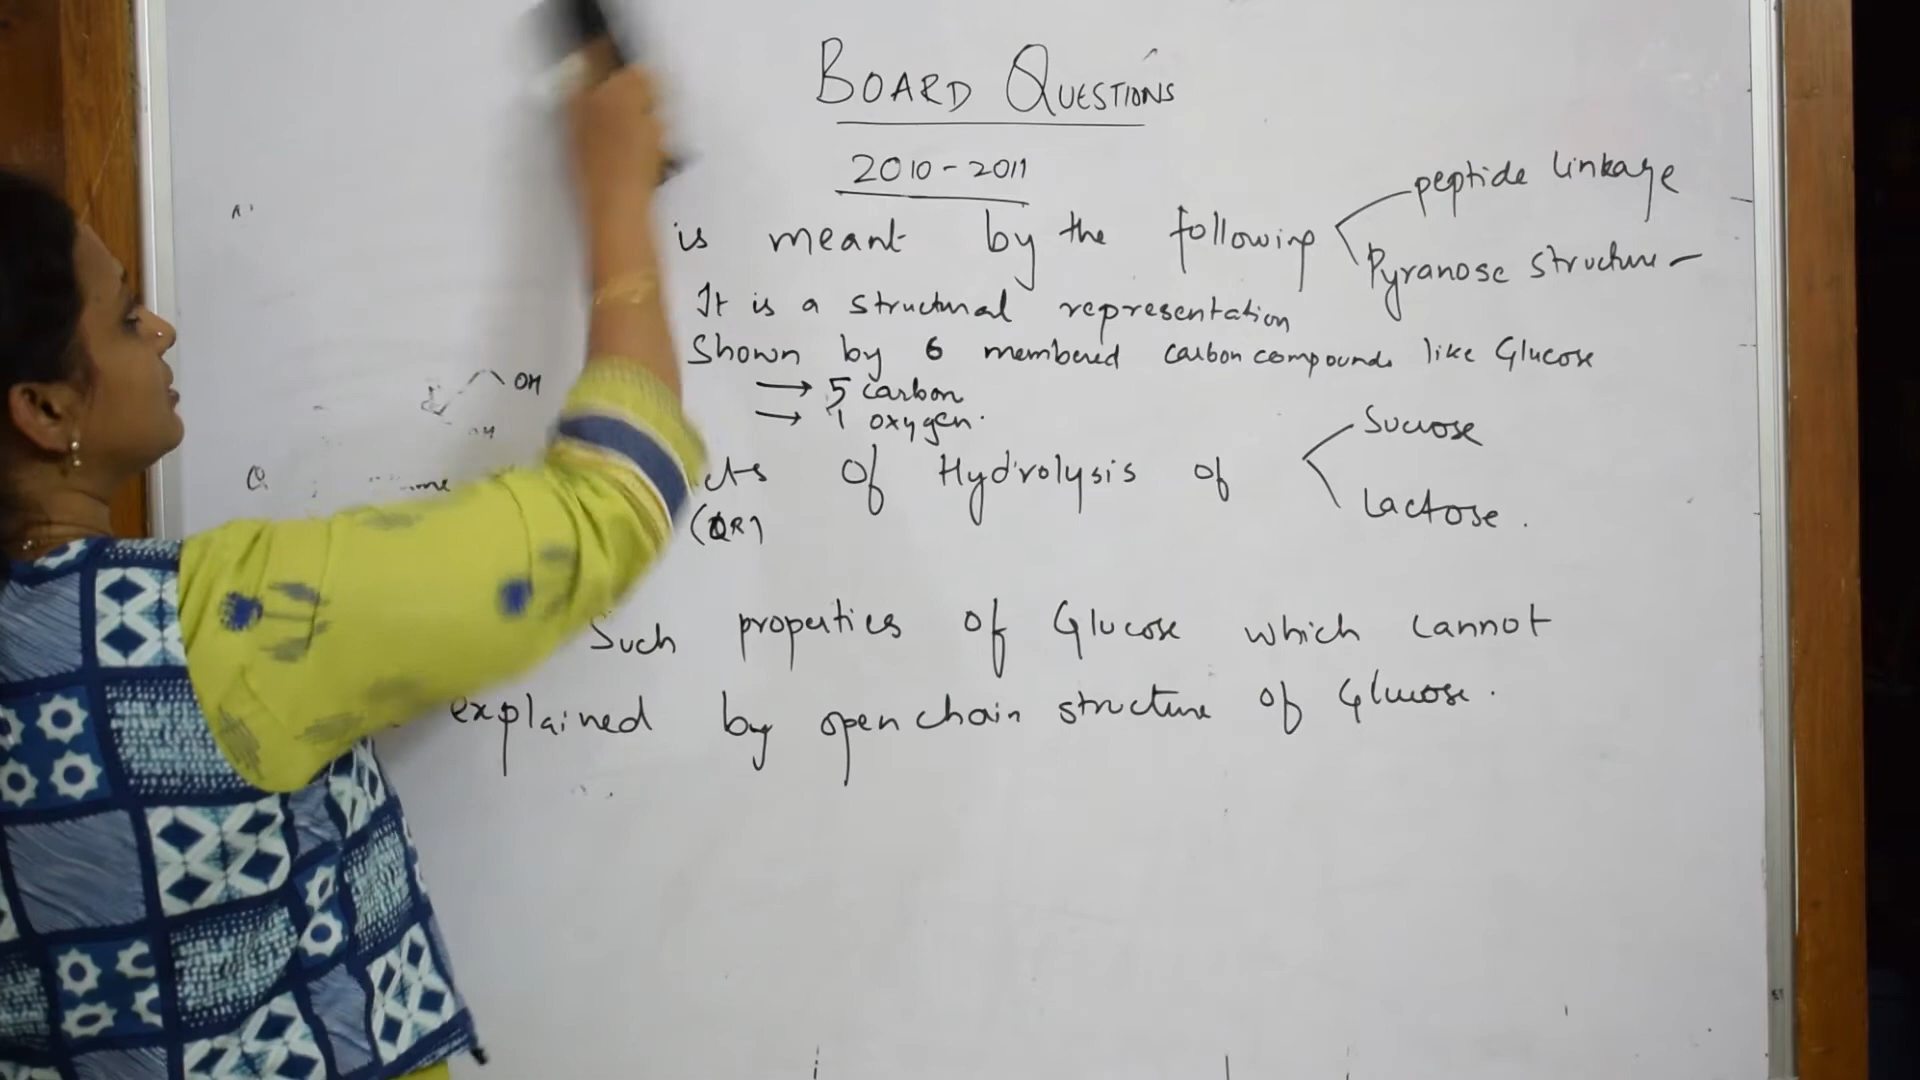 BOARD QUESTIONS
2010-2011
is meant by the following peptide linkage
Pyranose structure -
It is a structural representation
Shown by 6 membered carbon compounds like Glucose
→ 5 carbon
→ 1 oxygen.
OH
OH
of Hydrolysis of Sucrose
Lactose.
(OR)
Such properties of Glucose which cannot
explained by open chain structure of Glucose.